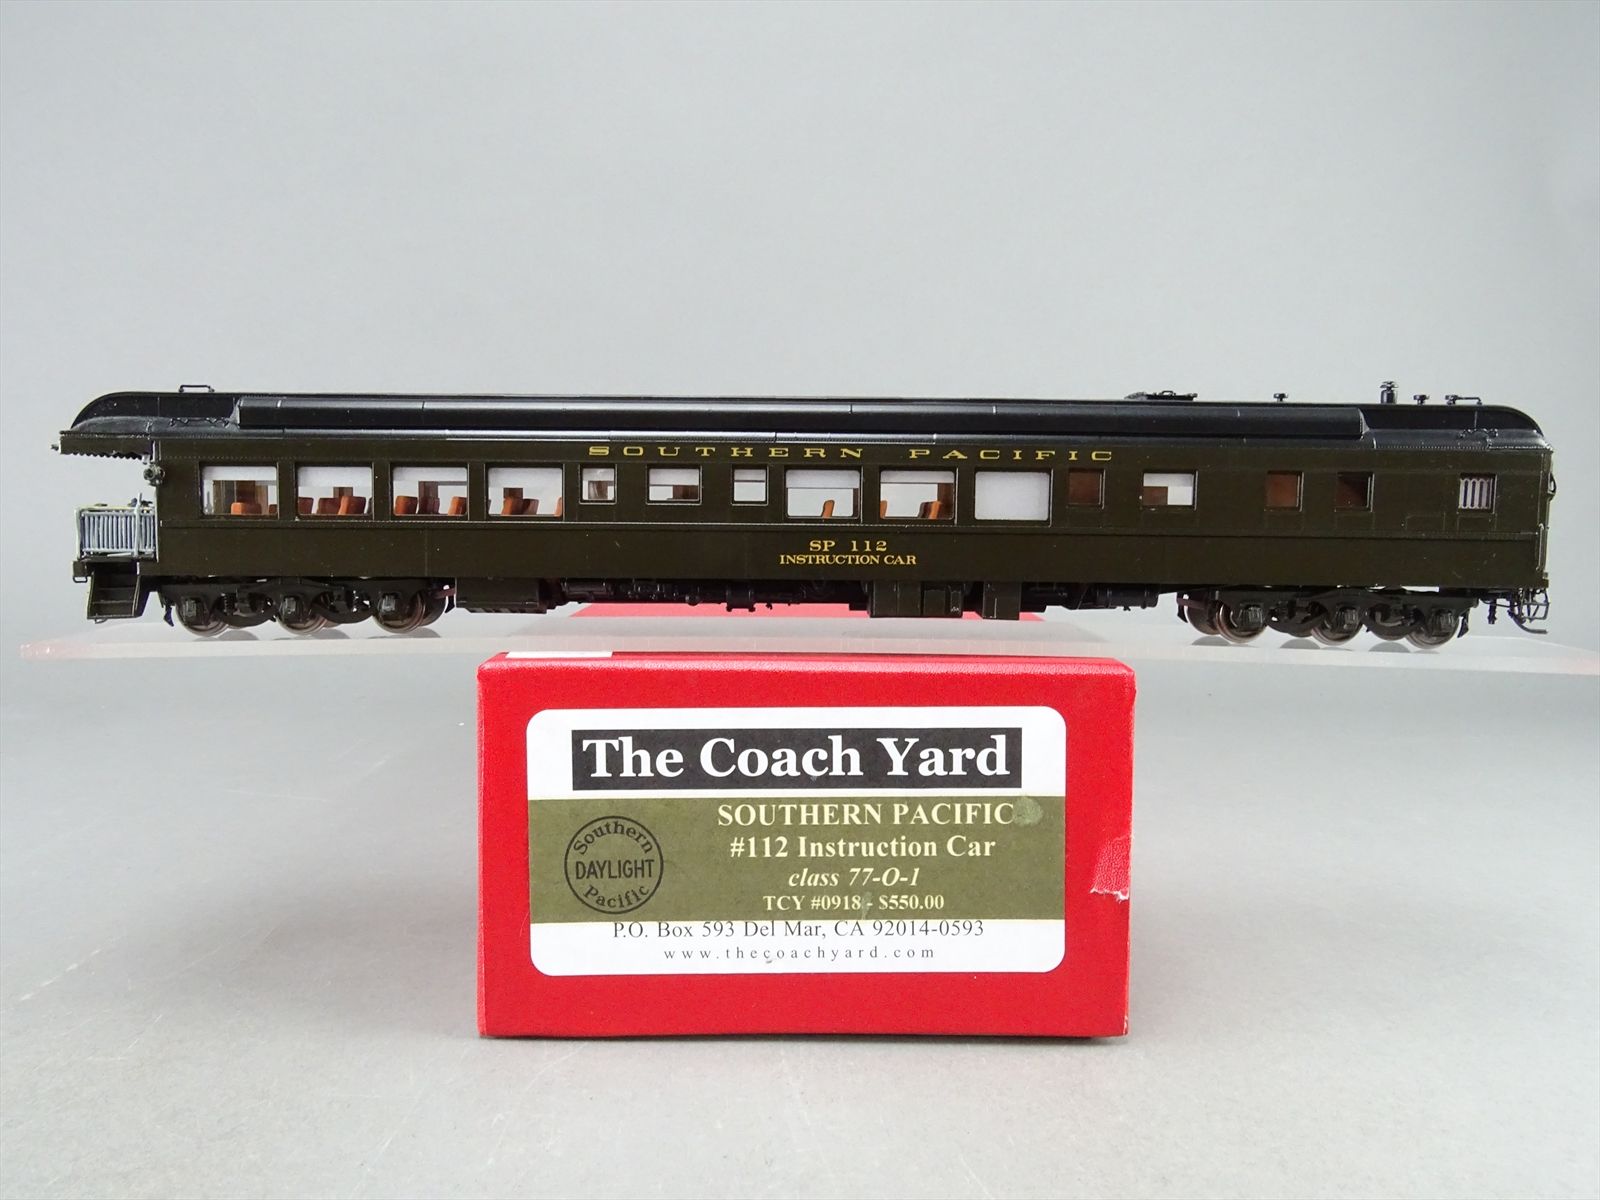 SOUTHERN PACIFIC
SP 112
INSTRUCTION CAR
The Coach Yard
SOUTHERN PACIFIC
#112 Instruction Car
class 77-O-1
TCY #0918 - $550.00
Southern
DAYLIGHT
Pacific
P.O. Box 593 Del Mar, CA 92014-0593
www.thecoachyard.com